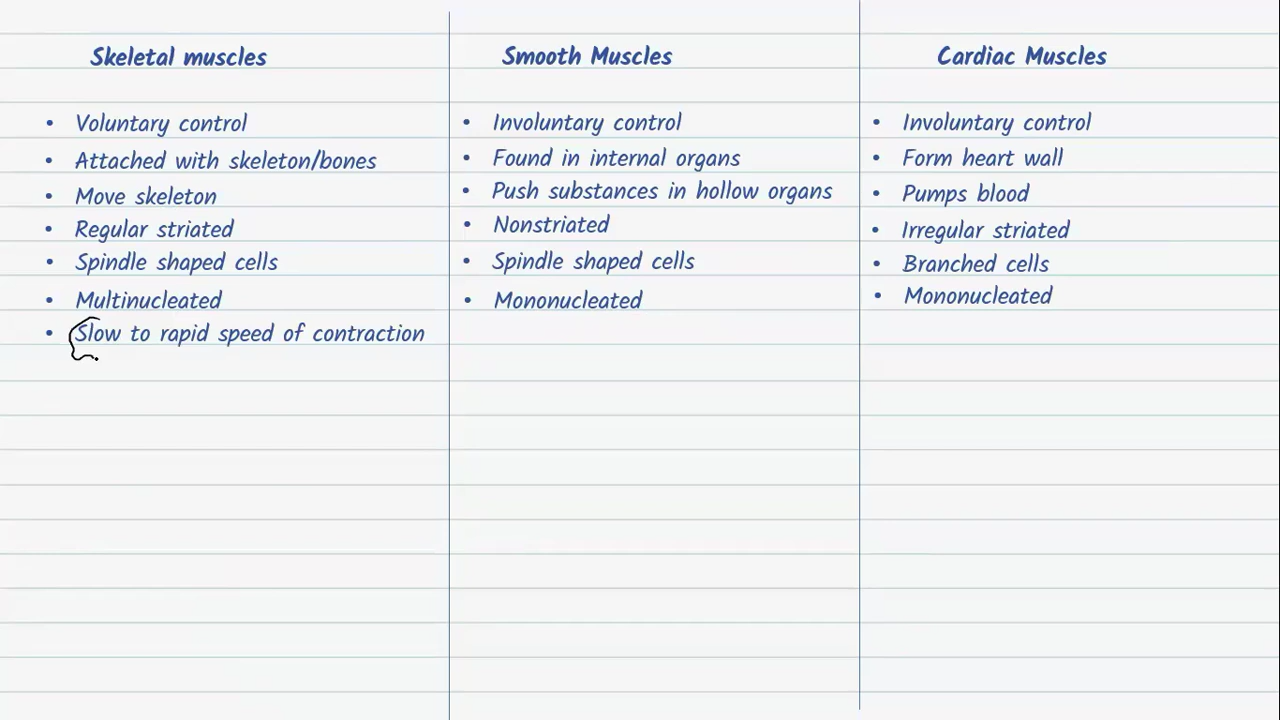 Skeletal muscles
• Voluntary control
• Attached with skeleton/bones
• Move skeleton
• Regular striated
• Spindle shaped cells
• Multinucleated
• Slow to rapid speed of contraction
Smooth Muscles
• Involuntary control
• Found in internal organs
• Push substances in hollow organs
• Nonstriated
• Spindle shaped cells
• Mononucleated
Cardiac Muscles
• Involuntary control
• Form heart wall
• Pumps blood
• Irregular striated
• Branched cells
• Mononucleated